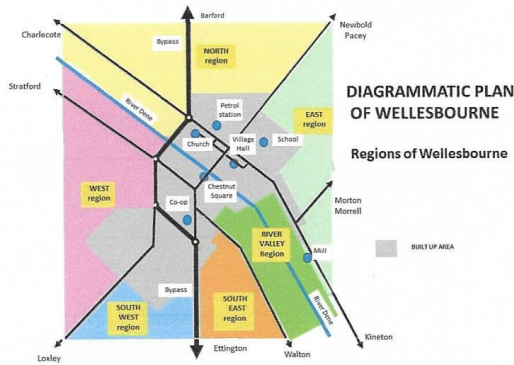 Barford
Charlecote
Newbold
Pacey
Bypass
NORTH
region
Stratford
River Dene
Petrol
station
EAST
region
DIAGRAMMATIC PLAN
OF WELLESBOURNE
Church
Village
Hall
School
Regions of Wellesbourne
WEST
region
Chestnut
Square
Co-op
Morton
Morrell
RIVER
VALLEY
Region
Mill
BUILT UP AREA
Bypass
SOUTH
WEST
region
SOUTH
EAST
region
River Dene
Loxley
Ettington
Walton
Kineton